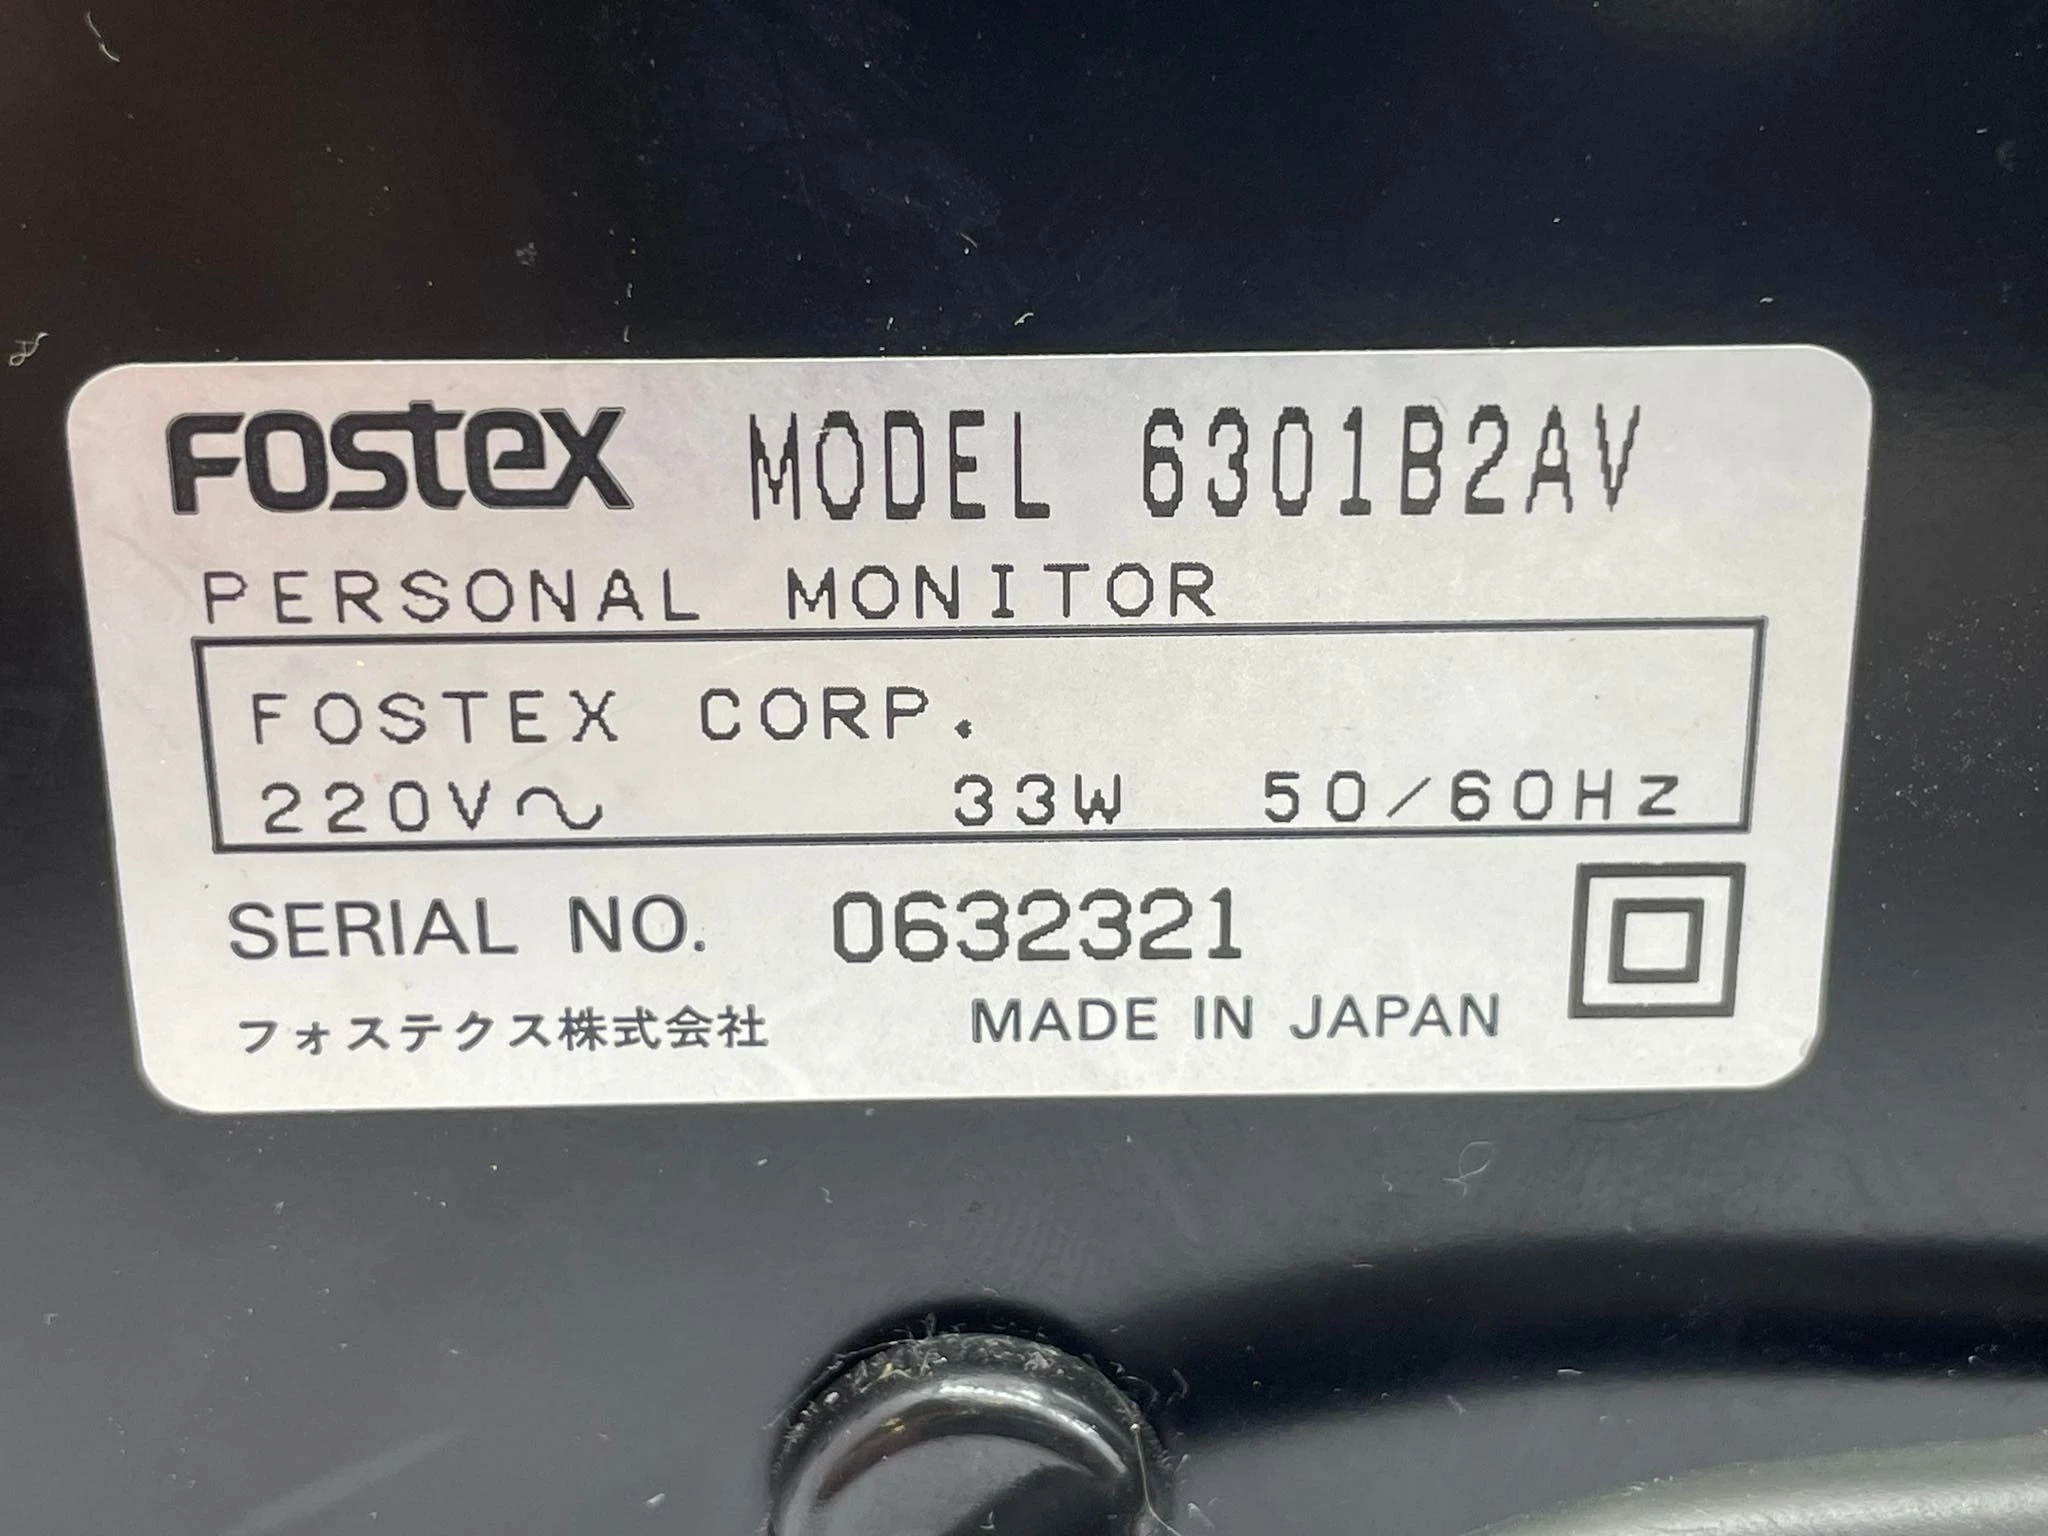 Fostex MODEL 6301B2AV
PERSONAL MONITOR
FOSTEX CORP.
220V～ 33W 50/60Hz
SERIAL NO. 0632321
フォステクス株式会社 MADE IN JAPAN